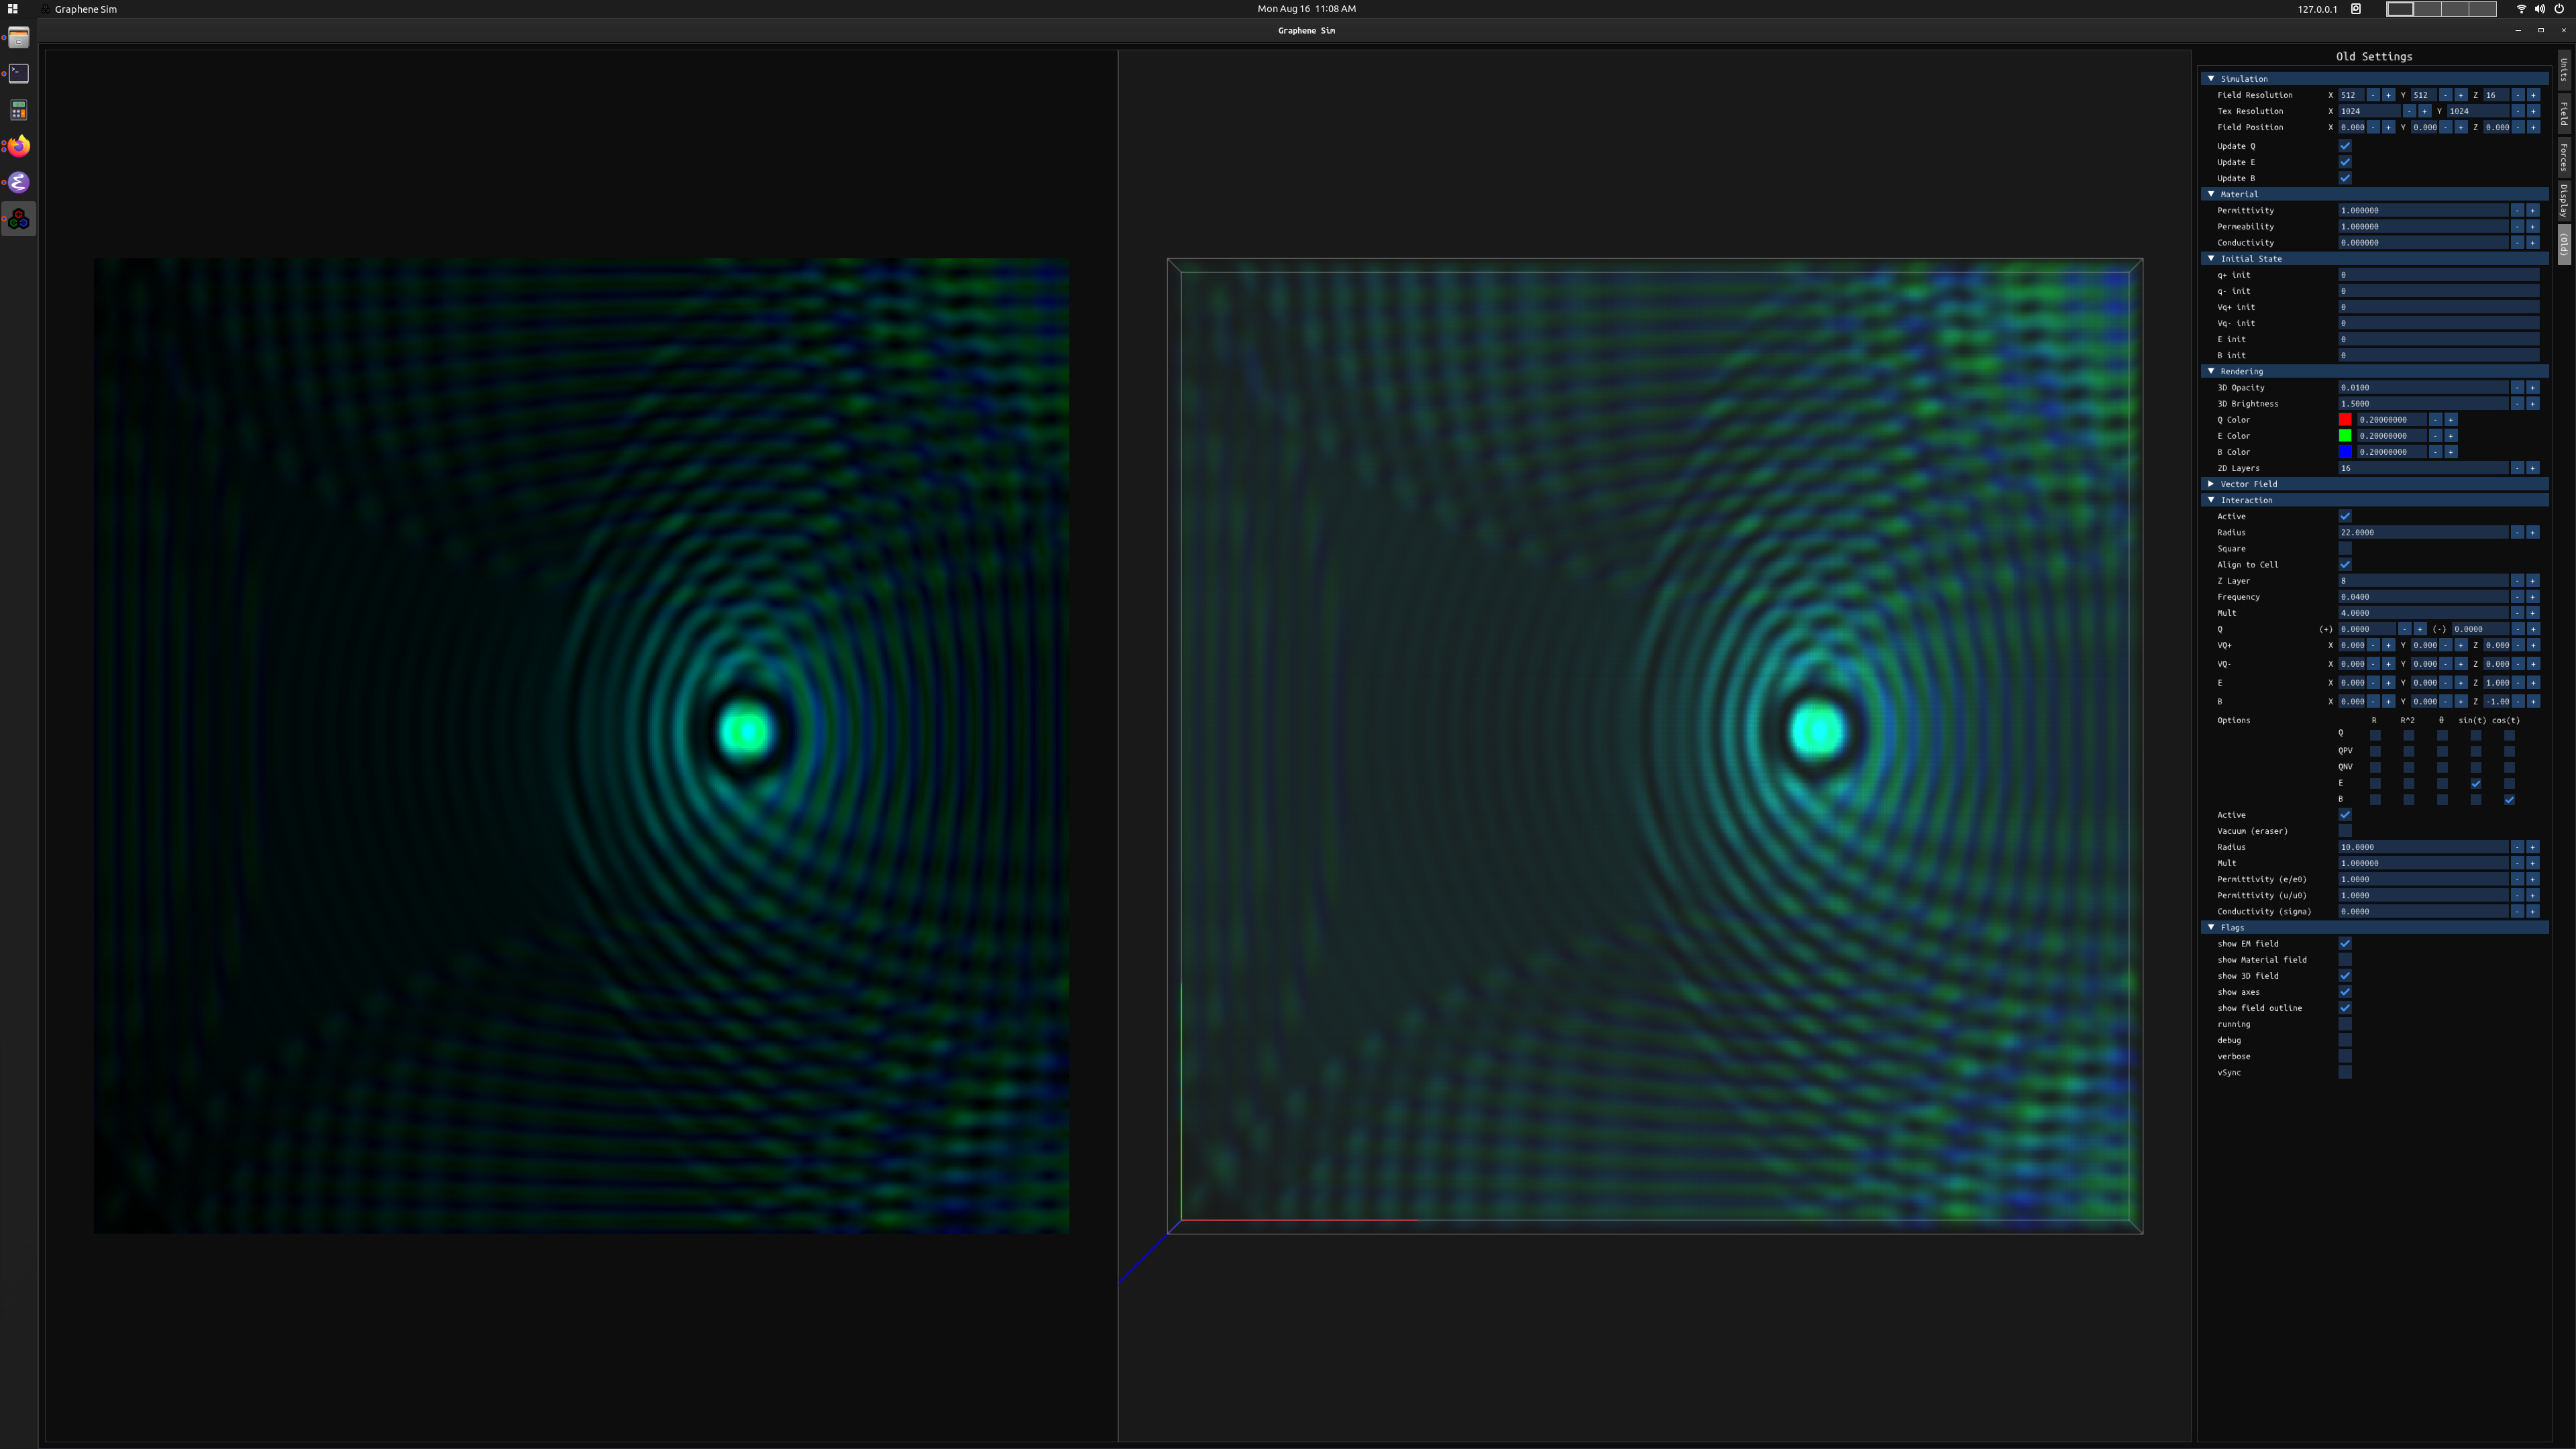 Graphene Sim
Mon Aug 16 11:08 AM
127.0.0.1
Graphene Sim
Old Settings
Simulation
Field Resolution X 512 - + Y 512 - + Z 16 - +
Tex Resolution X 1024 - + Y 1024 - +
Field Position X 0.000 - + Y 0.000 - + Z 0.000 - +
Update Q
Update E
Update B
Material
Permittivity 1.000000 - +
Permeability 1.000000 - +
Conductivity 0.000000 - +
Initial State
q+ init 0
q- init 0
Vq+ init 0
Vq- init 0
E init 0
B init 0
Rendering
3D Opacity 0.0100 - +
3D Brightness 1.5000 - +
Q Color 0.20000000 - +
E Color 0.20000000 - +
B Color 0.20000000 - +
2D Layers 16 - +
Vector Field
Interaction
Active
Radius 22.0000 - +
Square
Align to Cell
Z Layer 8 - +
Frequency 0.0400 - +
Mult 4.0000 - +
Q (+) 0.0000 - + (-) 0.0000 - +
VQ+ X 0.000 - + Y 0.000 - + Z 0.000 - +
VQ- X 0.000 - + Y 0.000 - + Z 0.000 - +
E X 0.000 - + Y 0.000 - + Z 1.000 - +
B X 0.000 - + Y 0.000 - + Z -1.00 - +
Options R R^2 θ sin(t) cos(t)
Q
QPV
QNV
E
B
Active
Vacuum (eraser)
Radius 10.0000 - +
Mult 1.000000 - +
Permittivity (e/e0) 1.0000 - +
Permittivity (u/u0) 1.0000 - +
Conductivity (sigma) 0.0000 - +
Flags
show EM field
show Material field
show 3D field
show axes
show field outline
running
debug
verbose
vSync
Units
Field
Forces
Display
(Old)